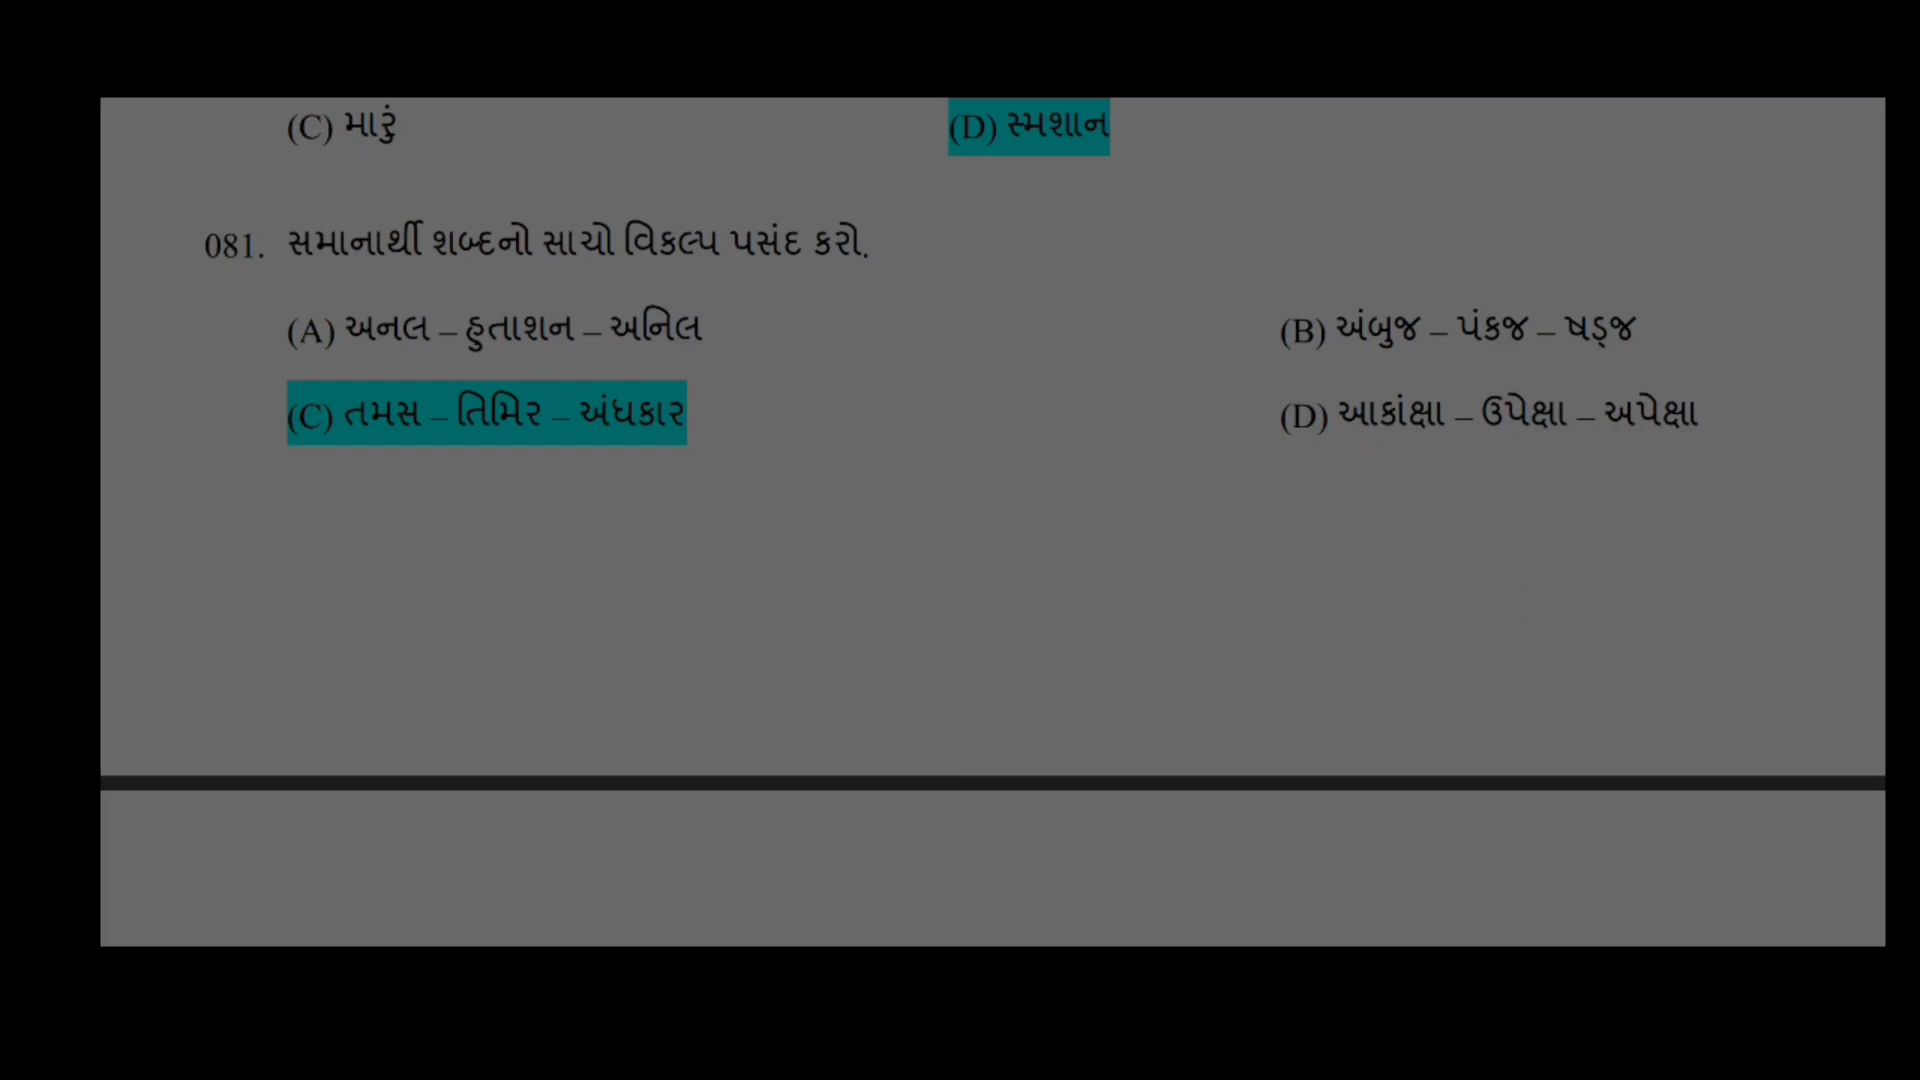 (C) મારું (D) સ્મશાન
081. સમાનાર્થી શબ્દનો સાચો વિકલ્પ પસંદ કરો.
(A) અનલ – હુતાશન – અનિલ (B) અંબુજ – પંકજ – ષડ્જ
(C) તમસ – તિમિર – અંધકાર (D) આકાંક્ષા – ઉપેક્ષા – અપેક્ષા